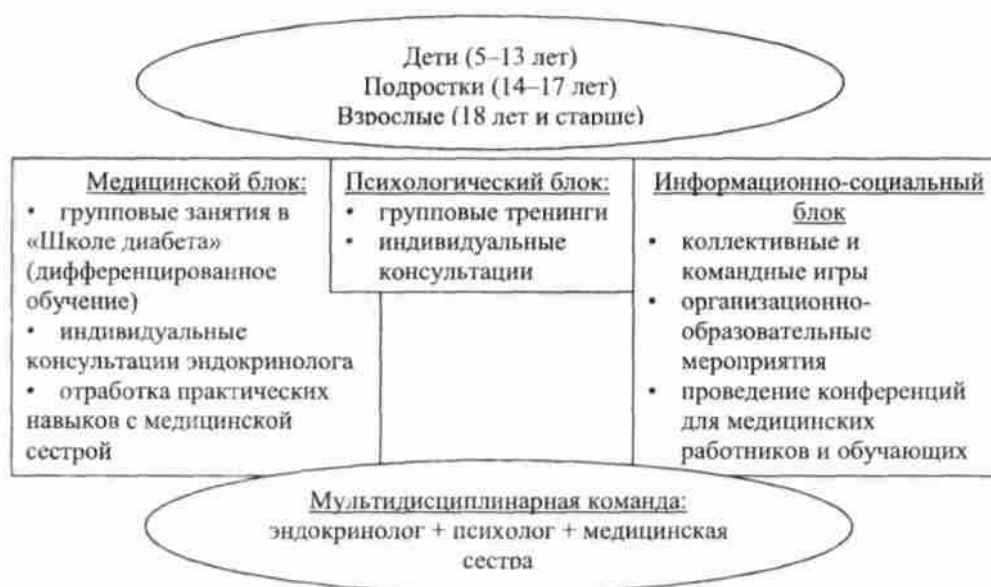 Дети (5–13 лет)
Подростки (14–17 лет)
Взрослые (18 лет и старше)
Медицинской блок:
• групповые занятия в
«Школе диабета»
(дифференцированное
обучение)
• индивидуальные
консультации эндокринолога
• отработка практических
навыков с медицинской
сестрой
Психологический блок:
• групповые тренинги
• индивидуальные
консультации
Информационно-социальный
блок
• коллективные и
командные игры
• организационно-
образовательные
мероприятия
• проведение конференций
для медицинских
работников и обучающих
Мультидисциплинарная команда:
эндокринолог + психолог + медицинская
сестра